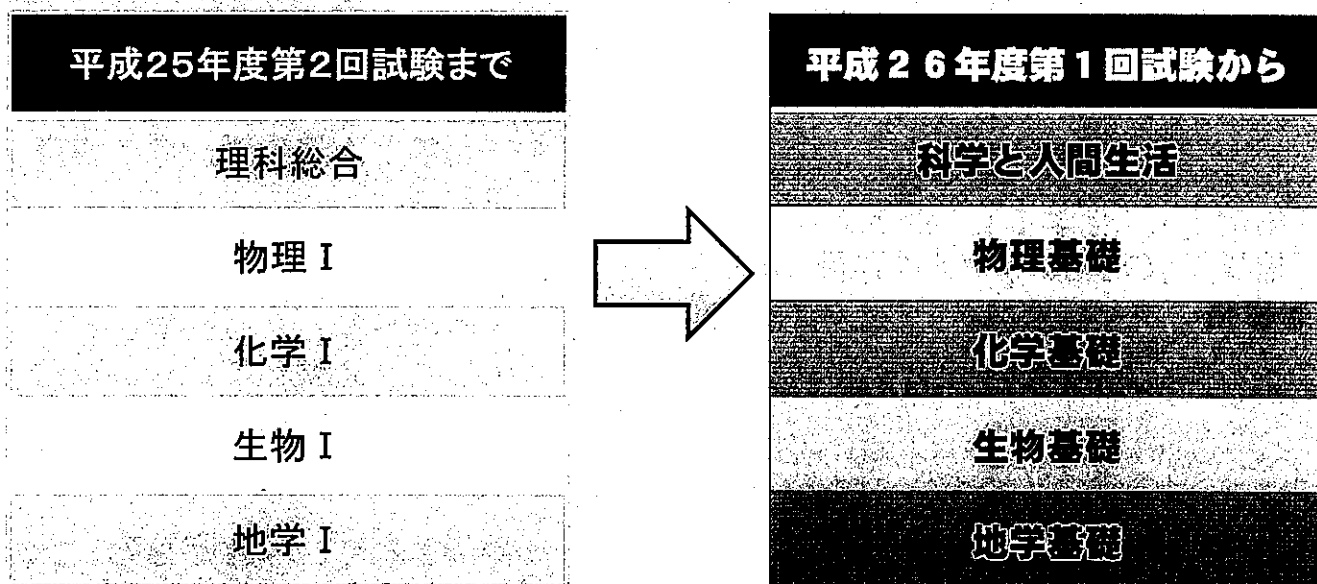 平成25年度第2回試験まで
理科総合
物理Ⅰ
化学Ⅰ
生物Ⅰ
地学Ⅰ
平成26年度第1回試験から
科学と人間生活
物理基礎
化学基礎
生物基礎
地学基礎